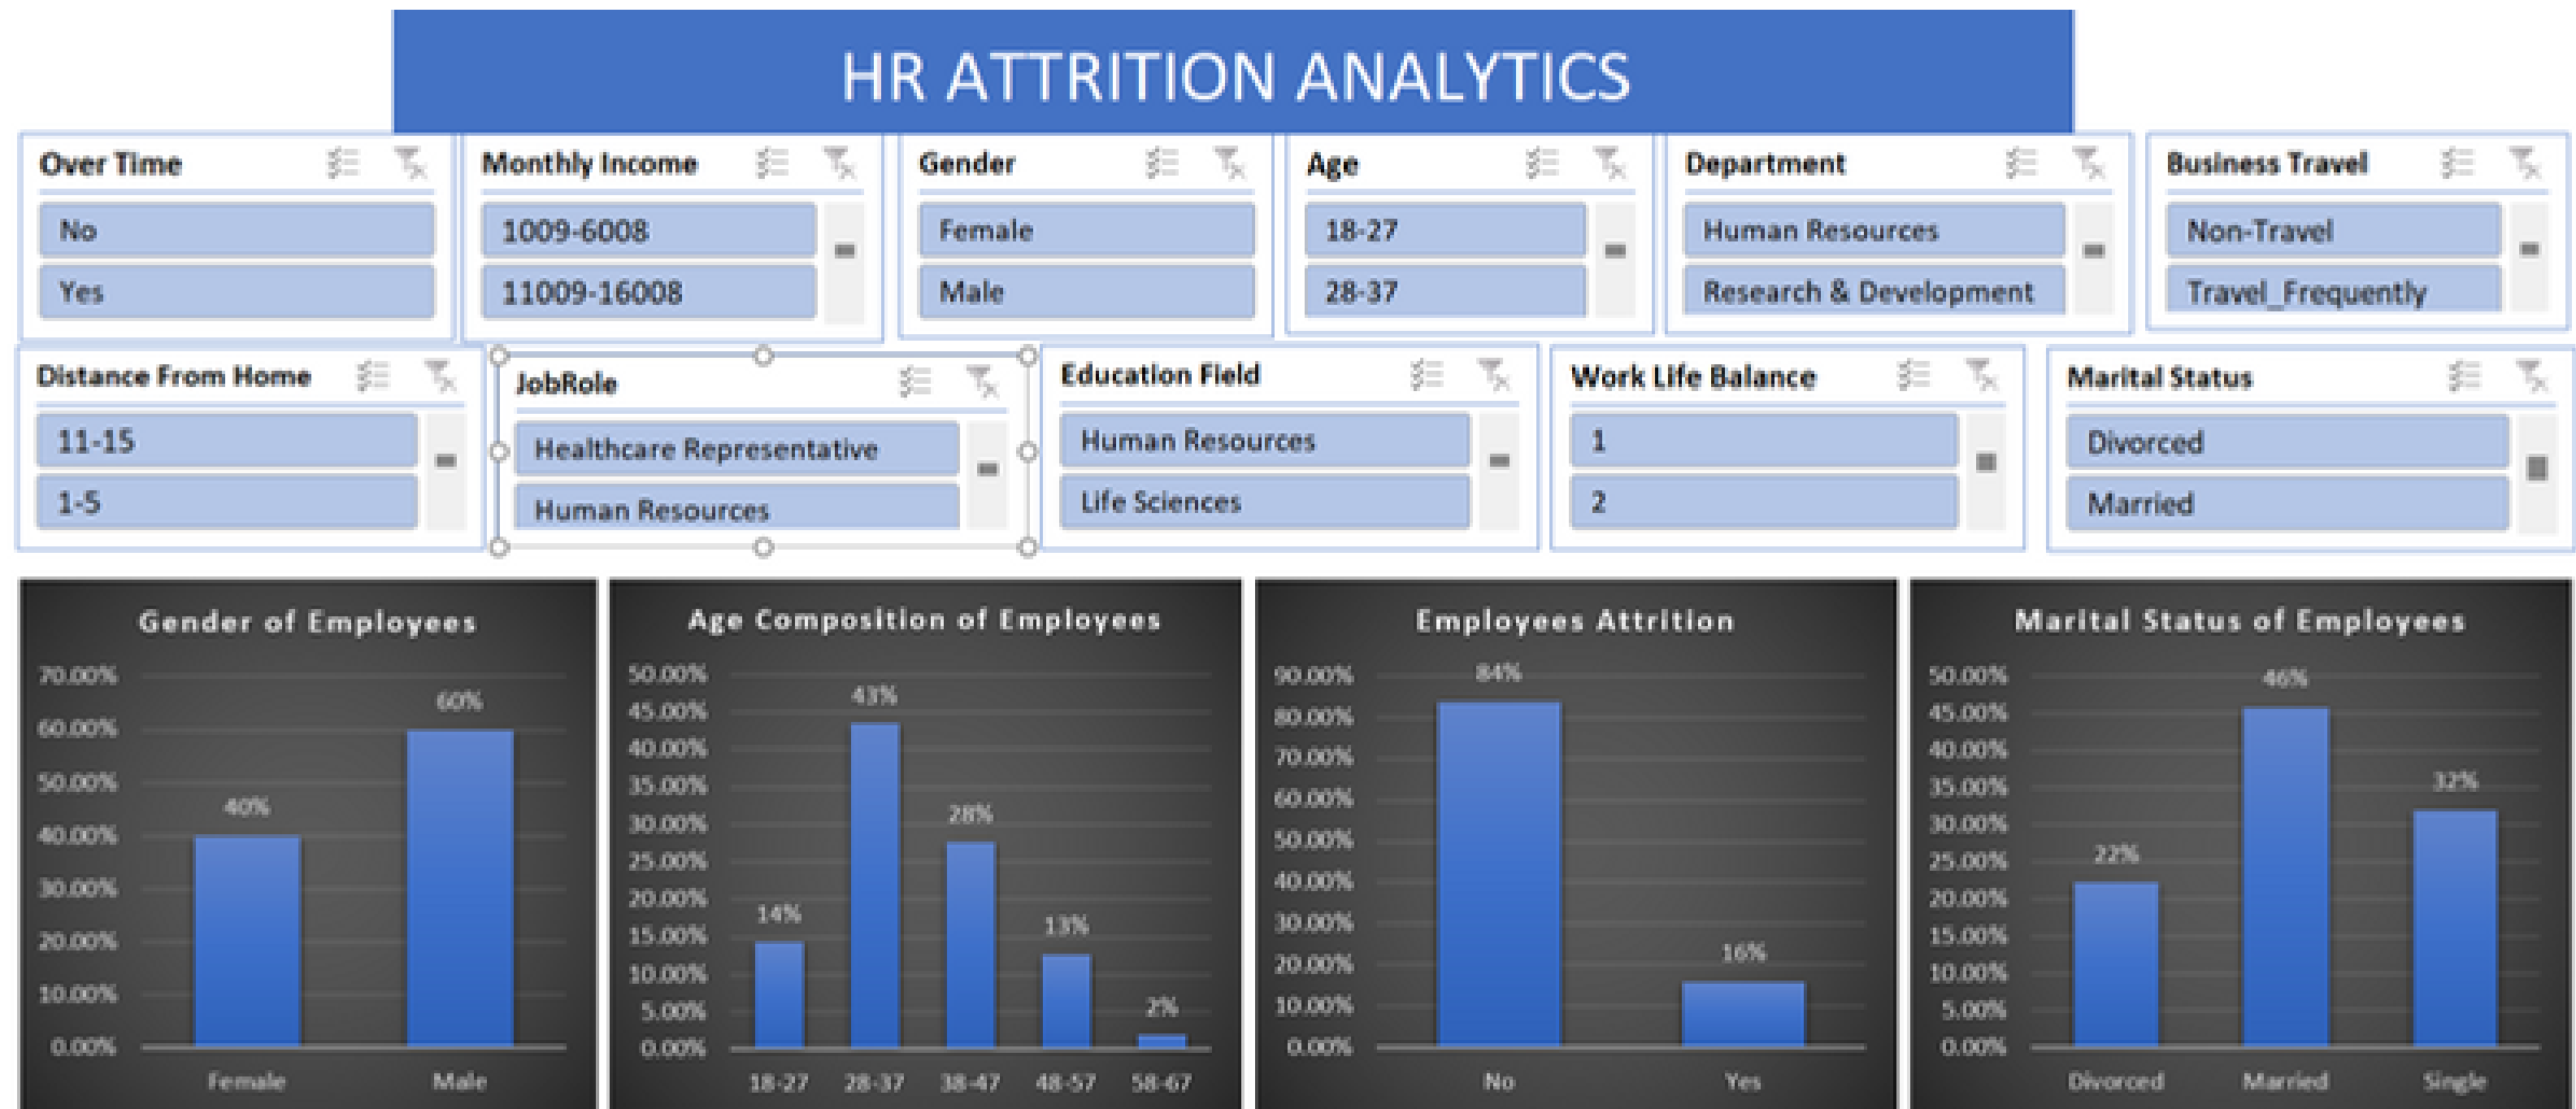 HR ATTRITION ANALYTICS
Over Time
No
Yes
Monthly Income
1009-6008
11009-16008
Gender
Female
Male
Age
18-27
28-37
Department
Human Resources
Research & Development
Business Travel
Non-Travel
Travel_Frequently
Distance From Home
11-15
1-5
JobRole
Healthcare Representative
Human Resources
Education Field
Human Resources
Life Sciences
Work Life Balance
1
2
Marital Status
Divorced
Married
Gender of Employees
70.00%
60.00%
50.00%
40.00%
30.00%
20.00%
10.00%
0.00%
40%
60%
Female Male
Age Composition of Employees
50.00%
45.00%
40.00%
35.00%
30.00%
25.00%
20.00%
15.00%
10.00%
5.00%
0.00%
14%
43%
28%
13%
2%
18-27 28-37 38-47 48-57 58-67
Employees Attrition
90.00%
80.00%
70.00%
60.00%
50.00%
40.00%
30.00%
20.00%
10.00%
0.00%
84%
16%
No Yes
Marital Status of Employees
50.00%
45.00%
40.00%
35.00%
30.00%
25.00%
20.00%
15.00%
10.00%
5.00%
0.00%
22%
46%
32%
Divorced Married Single